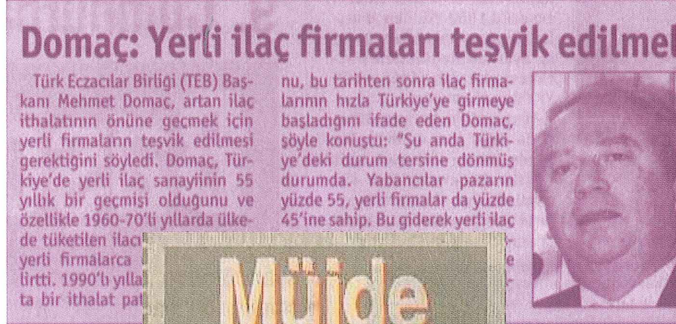 Domaç: Yerli ilaç firmaları teşvik edilmel
Türk Eczacılar Birliği (TEB) Baş-
kanı Mehmet Domaç, artan ilaç
ithalatının önüne geçmek için
yerli firmaların teşvik edilmesi
gerektiğini söyledi. Domaç, Tür-
kiye'de yerli ilaç sanayiinin 55
yıllık bir geçmişi olduğunu ve
özellikle 1960-70'li yıllarda ülke-
de tüketilen ilacı
yerli firmalarca
lirtti. 1990'lı yılla
ta bir ithalat pat
nu, bu tarihten sonra ilaç firma-
larının hızla Türkiye'ye girmeye
başladığını ifade eden Domaç,
şöyle konuştu: "Şu anda Türki-
ye'deki durum tersine dönmüş
durumda. Yabancılar pazarın
yüzde 55, yerli firmalar da yüzde
45'ine sahip. Bu giderek yerli ilaç
Müjde